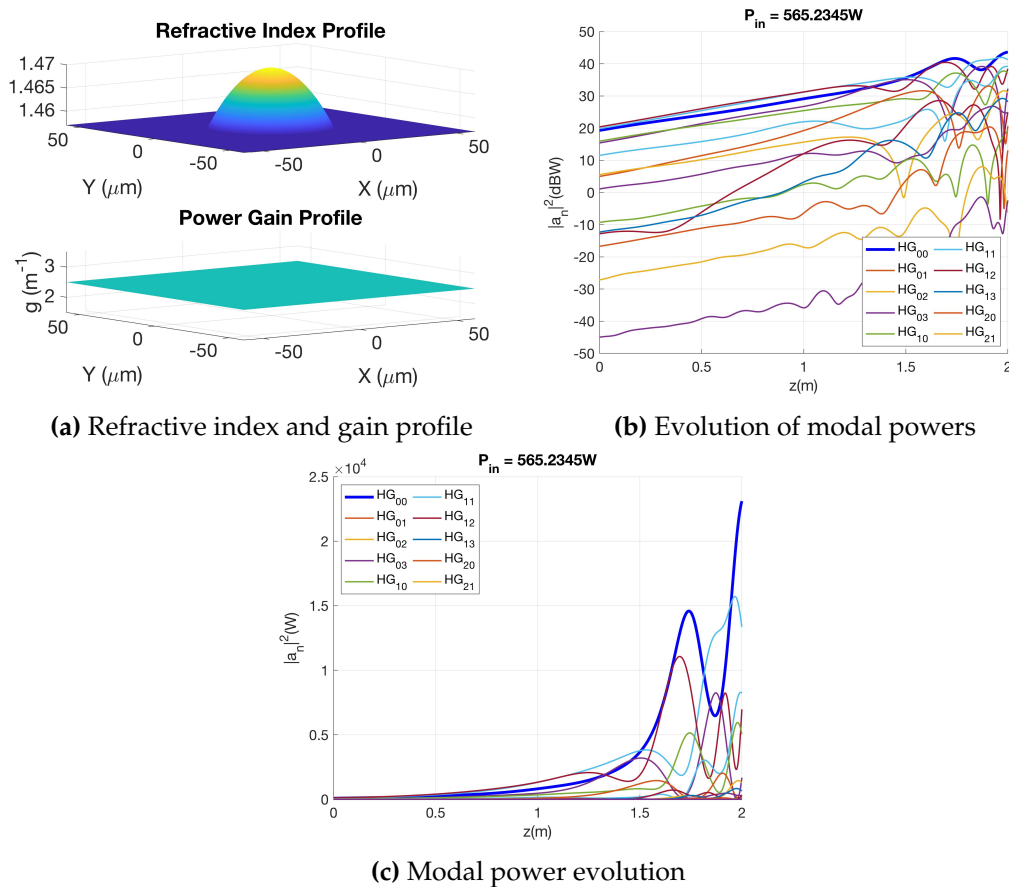 Refractive Index Profile
1.47
1.465
1.46
50
0
-50
Y (μm)
-50
0
50
X (μm)
Power Gain Profile
g (m⁻¹)
3
2
50
0
-50
Y (μm)
-50
0
50
X (μm)
(a) Refractive index and gain profile
P_in = 565.2345W
|a_n|²(dBW)
50
40
30
20
10
0
-10
-20
-30
-40
-50
HG₀₀ HG₁₁
HG₀₁ HG₁₂
HG₀₂ HG₁₃
HG₀₃ HG₂₀
HG₁₀ HG₂₁
0 0.5 1 1.5 2
z(m)
(b) Evolution of modal powers
×10⁴
P_in = 565.2345W
|a_n|²(W)
2.5
2
1.5
1
0.5
0
HG₀₀ HG₁₁
HG₀₁ HG₁₂
HG₀₂ HG₁₃
HG₀₃ HG₂₀
HG₁₀ HG₂₁
0 0.5 1 1.5 2
z(m)
(c) Modal power evolution